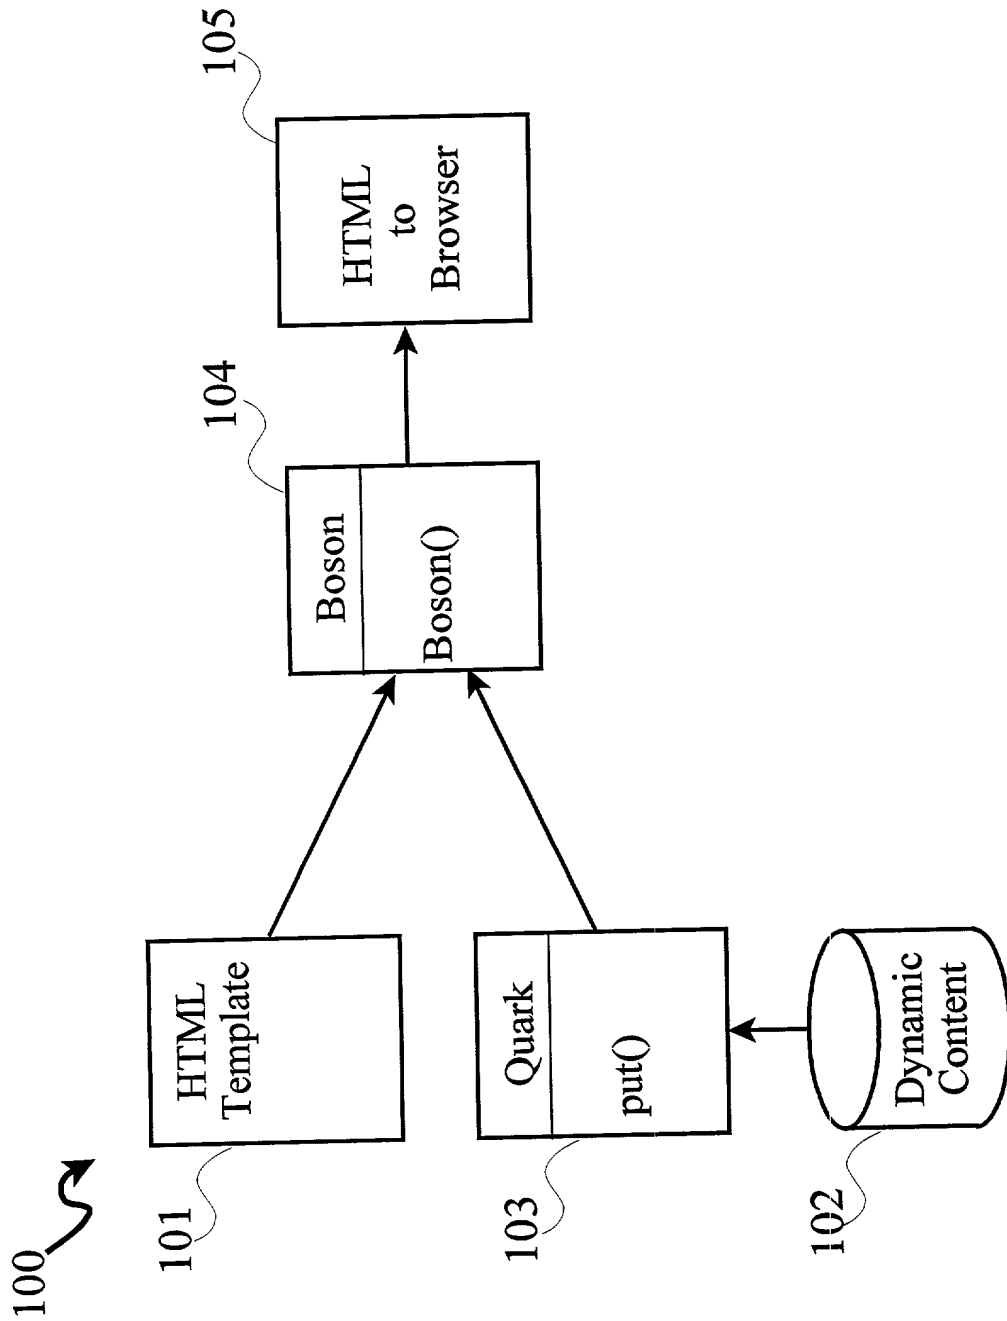 100
101
HTML
Template
103
Quark
put()
102
Dynamic
Content
104
Boson
Boson()
105
HTML
to
Browser